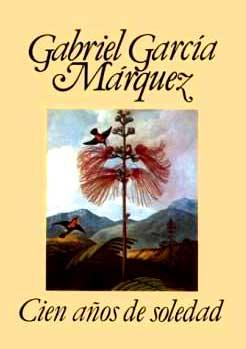 Gabriel García
Márquez
Cien años de soledad